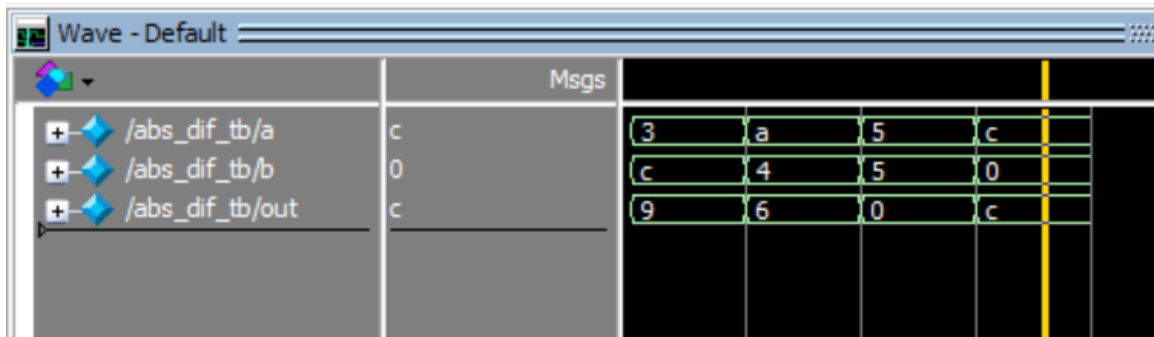 Wave - Default
Msgs
/abs_dif_tb/a c 3 a 5 c
/abs_dif_tb/b 0 c 4 5 0
/abs_dif_tb/out c 9 6 0 c